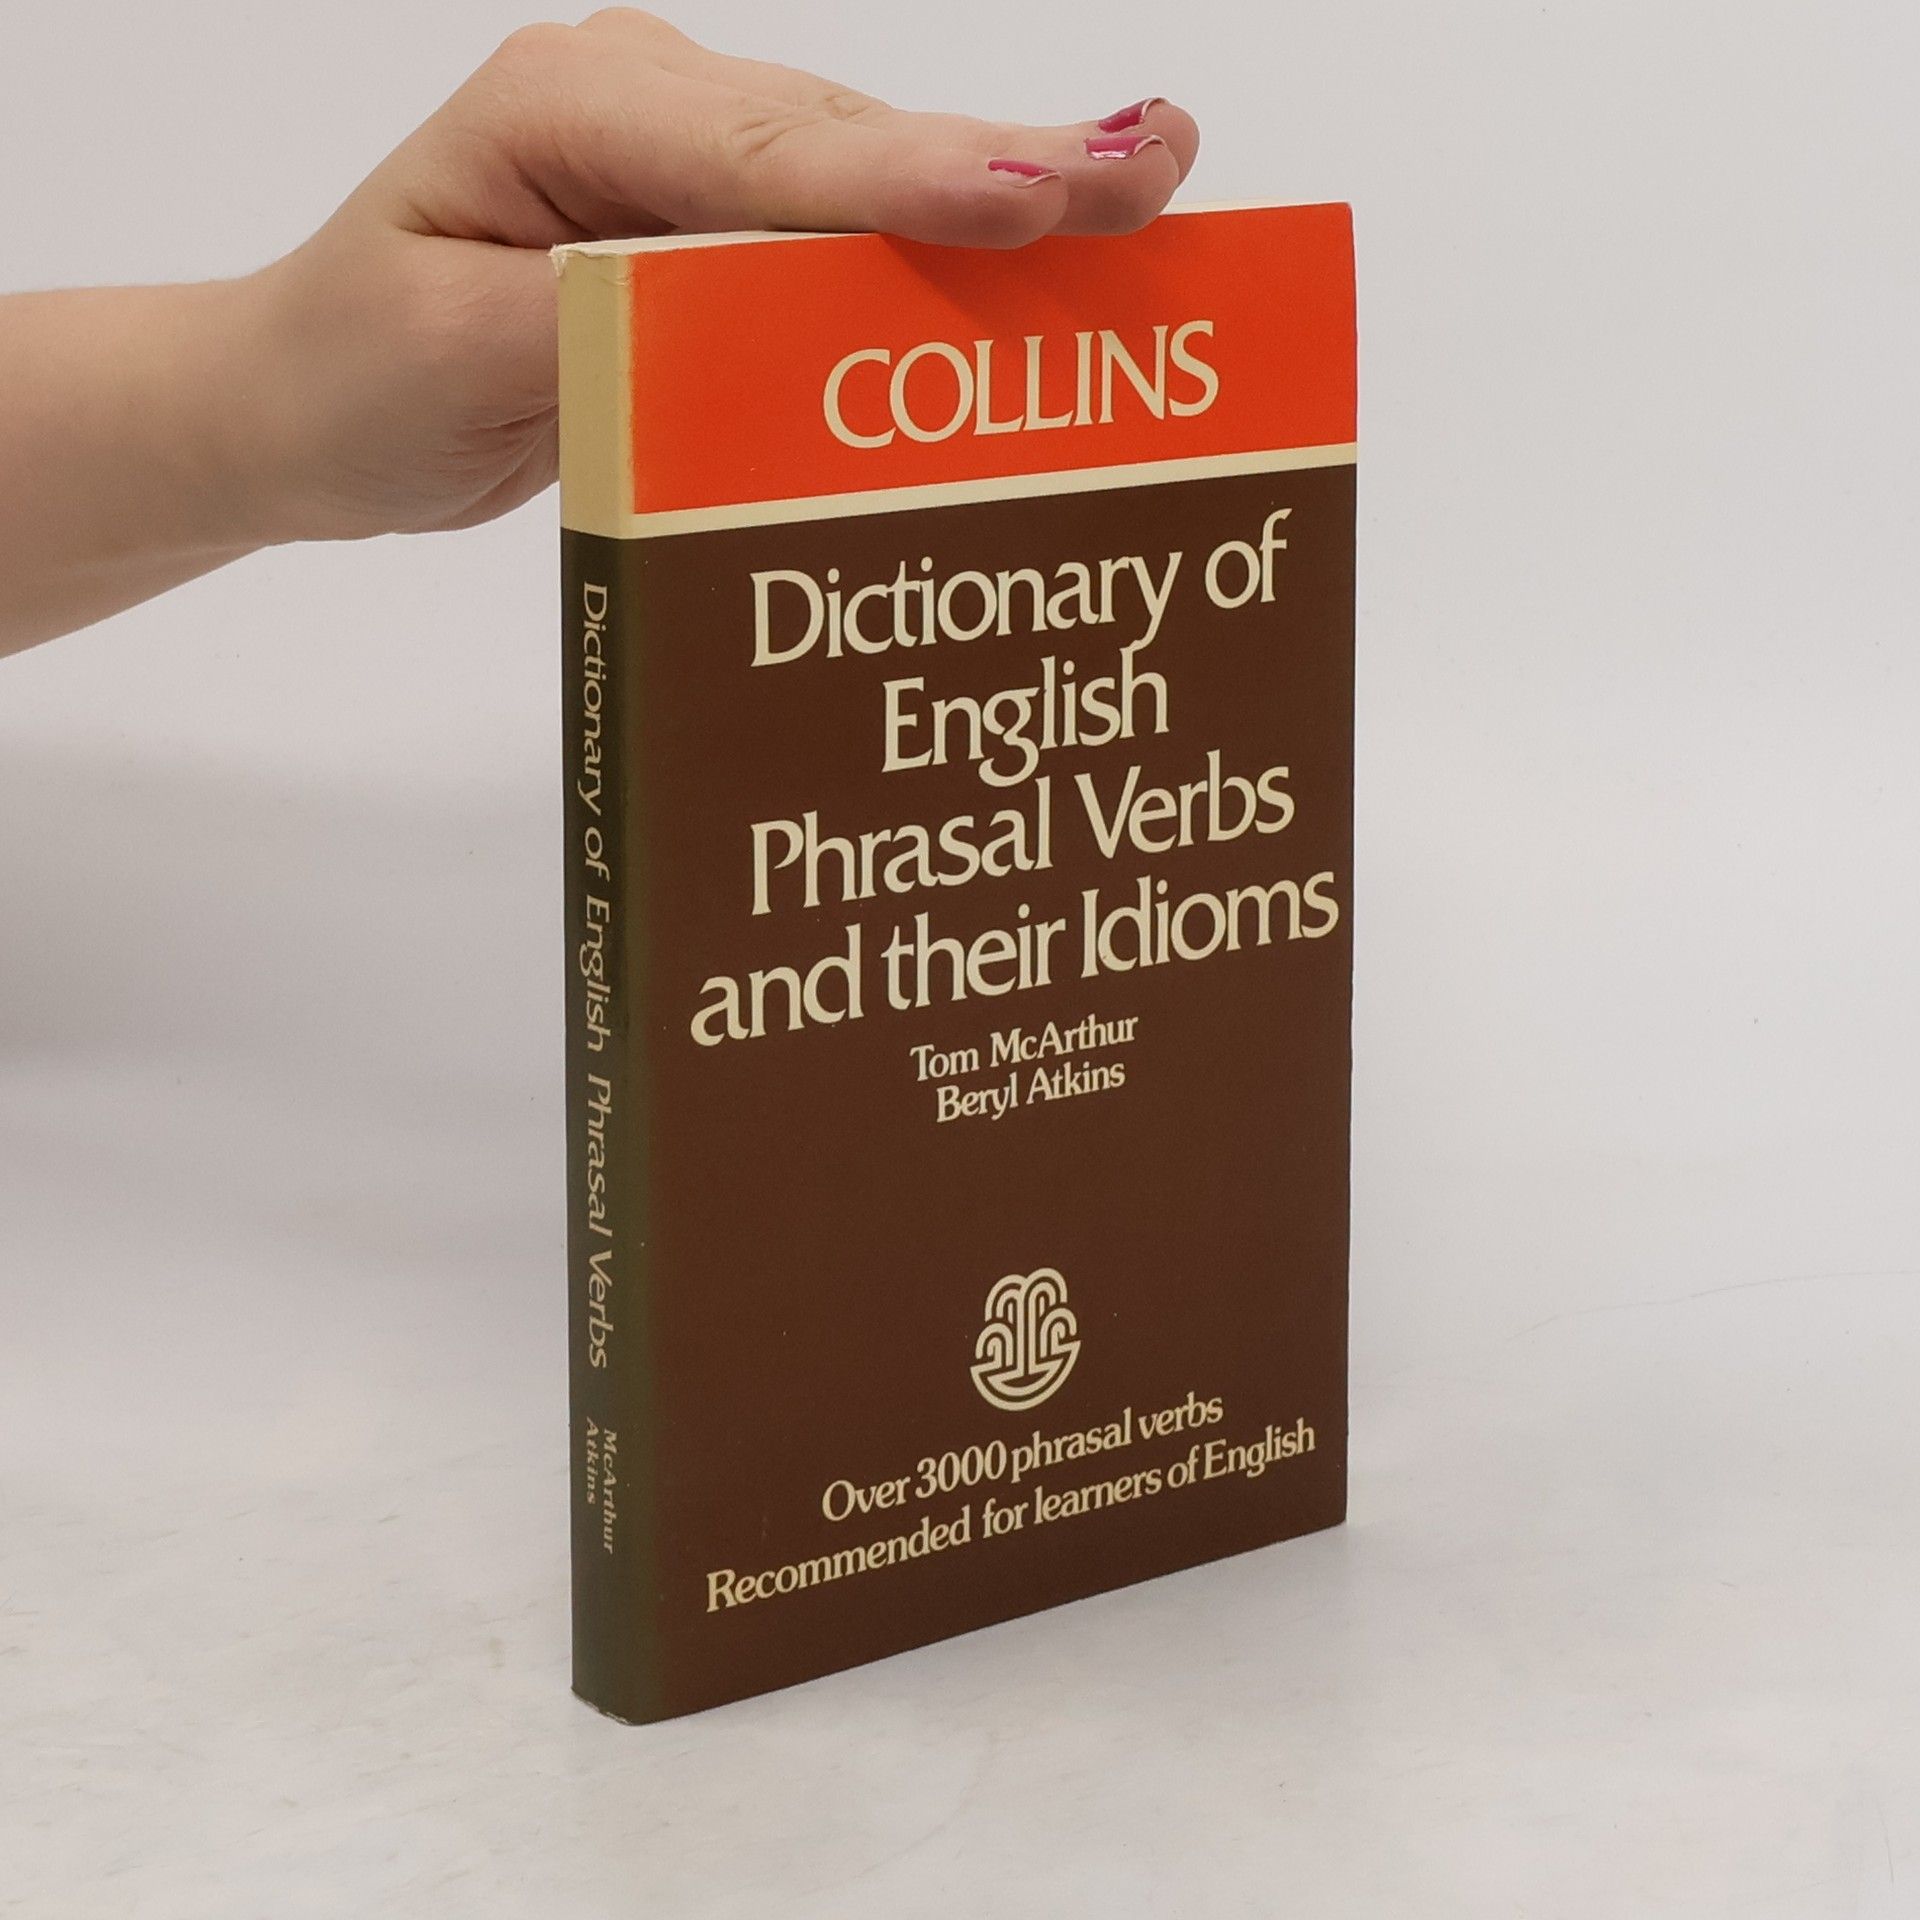 COLLINS
Dictionary of
English
Phrasal Verbs
and their Idioms
Tom McArthur
Beryl Atkins
Over 3000 phrasal verbs
Recommended for learners of English
Dictionary of English Phrasal Verbs
McArthur
Atkins